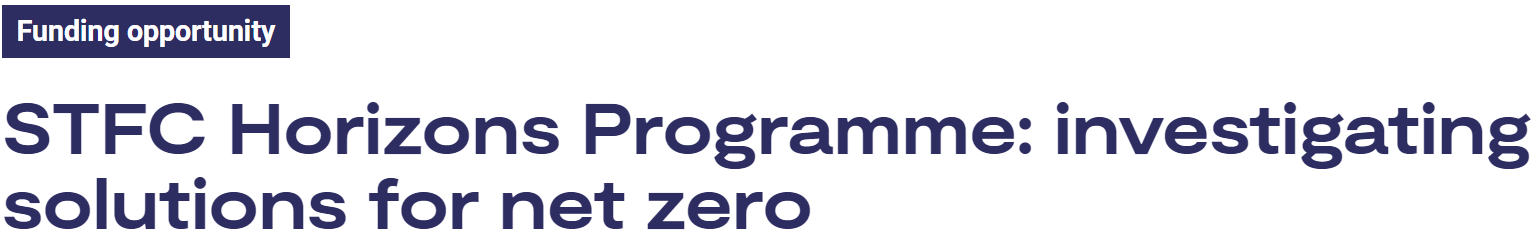 Funding opportunity
STFC Horizons Programme: investigating
solutions for net zero